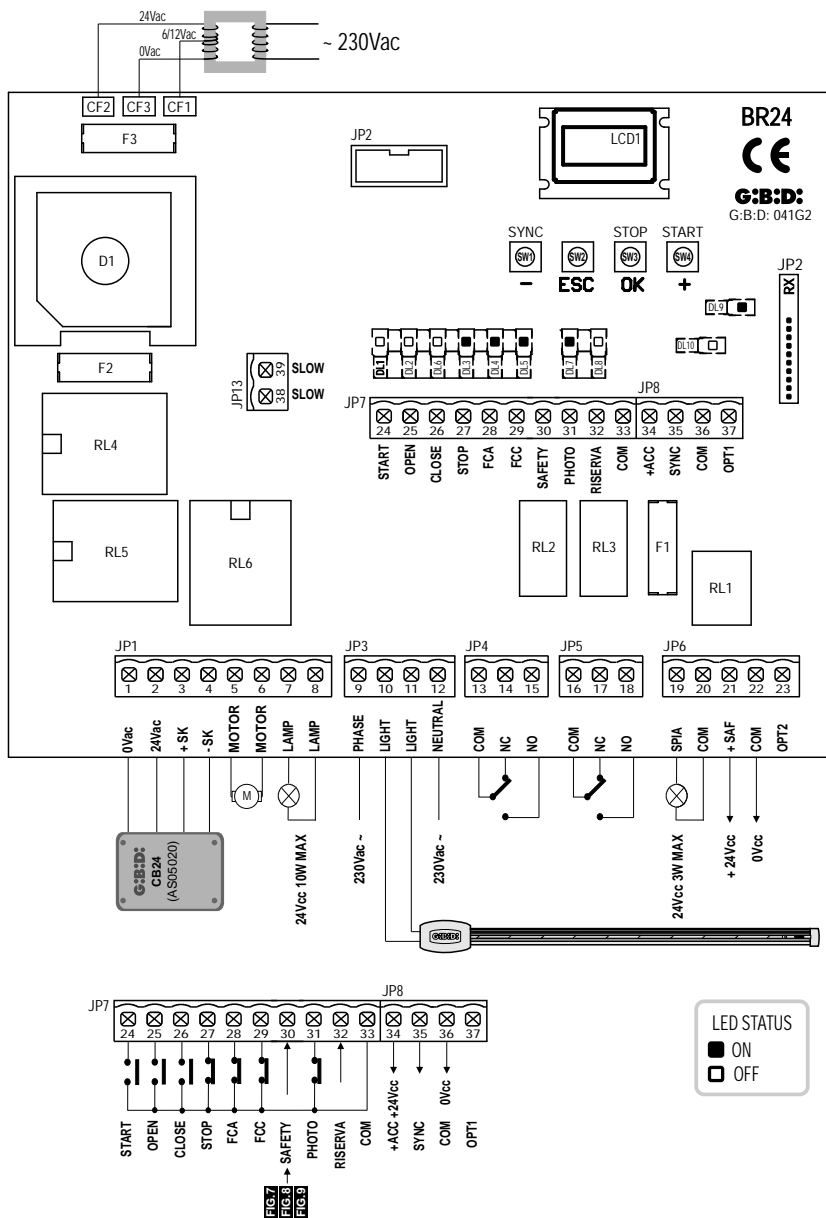 24Vac
6/12Vac
0Vac
~ 230Vac
CF2 CF3 CF1
F3
JP2
LCD1
BR24
CE
G:B:D:
G:B:D: 041G2
D1
SYNC STOP START
SW1 SW2 SW3 SW4
- ESC OK +
JP2
RX
DL9
DL10
F2
JP13
39 SLOW
38 SLOW
DL1 DL2 DL6 DL3 DL4 DL5 DL7 DL8
JP7 JP8
24 25 26 27 28 29 30 31 32 33 34 35 36 37
START OPEN CLOSE STOP FCA FCC SAFETY PHOTO RISERVA COM +ACC SYNC COM OPT1
RL4
RL5
RL6
RL2
RL3
F1
RL1
JP1 JP3 JP4 JP5 JP6
1 2 3 4 5 6 7 8 9 10 11 12 13 14 15 16 17 18 19 20 21 22 23
0Vac 24Vac +SK -SK MOTOR MOTOR LAMP LAMP PHASE LIGHT LIGHT NEUTRAL COM NC NO COM NC NO SPIA COM + SAF COM OPT2
M
G:B:D:
CB24
(AS05020)
24Vcc 10W MAX
230Vac ~
230Vac ~
24Vcc 3W MAX
+ 24Vcc
0Vcc
G:B:D:
JP7 JP8
24 25 26 27 28 29 30 31 32 33 34 35 36 37
START OPEN CLOSE STOP FCA FCC SAFETY PHOTO RISERVA COM +ACC +24Vcc SYNC COM 0Vcc OPT1
FIG.7
FIG.8
FIG.9
LED STATUS
ON
OFF